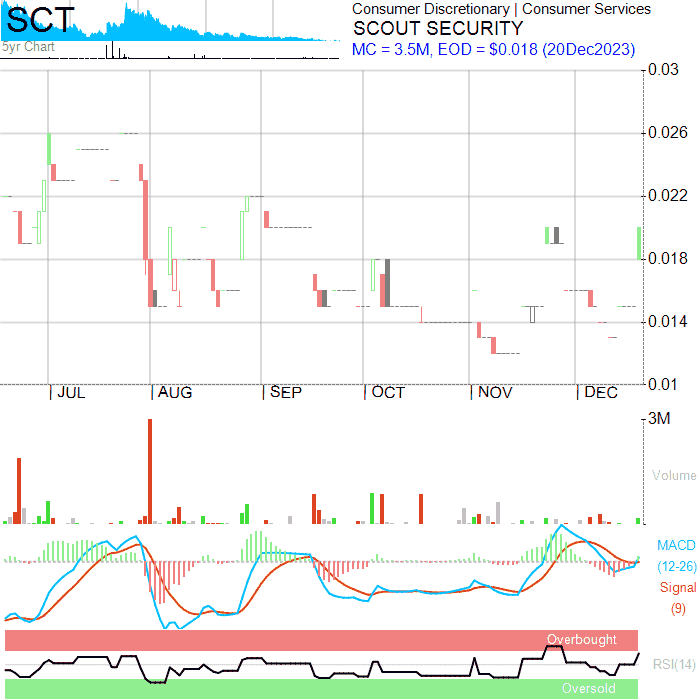 SCT
5yr Chart
Consumer Discretionary | Consumer Services
SCOUT SECURITY
MC = 3.5M, EOD = $0.018 (20Dec2023)
0.03
0.026
0.022
0.018
0.014
0.01
JUL AUG SEP OCT NOV DEC
3M
Volume
MACD
(12-26)
Signal
(9)
Overbought
RSI(14)
Oversold